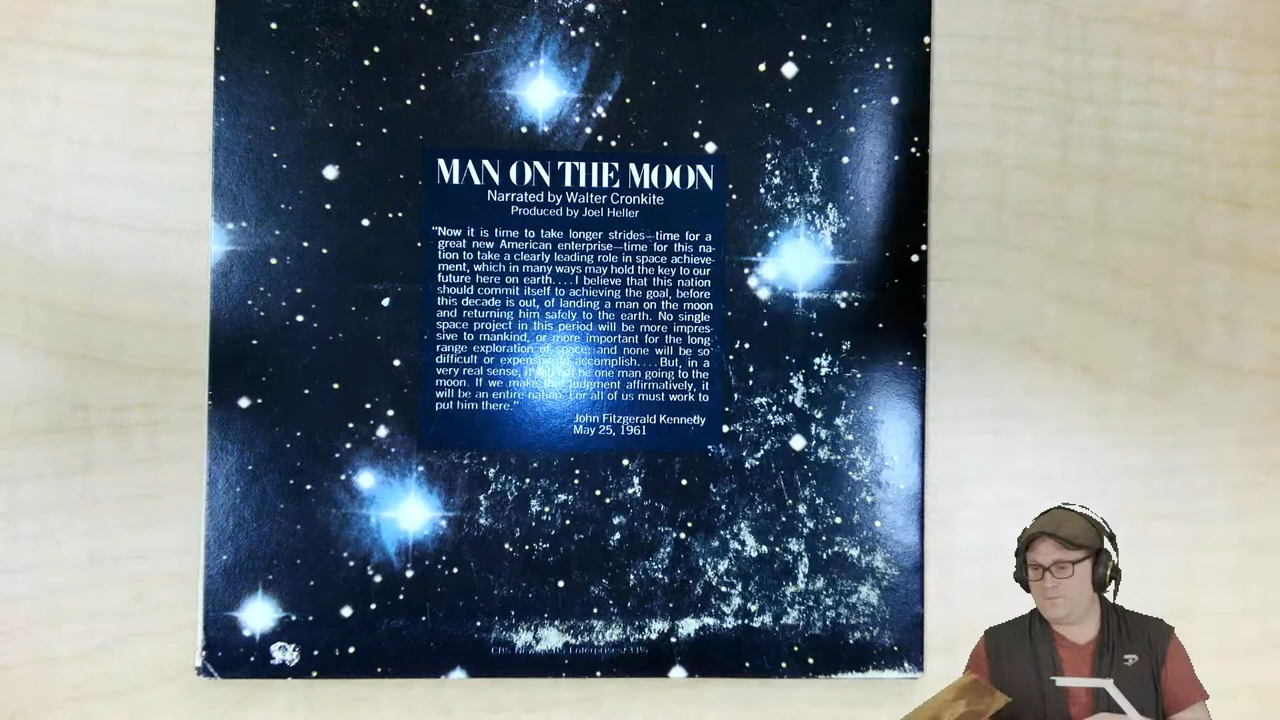 MAN ON THE MOON
Narrated by Walter Cronkite
Produced by Joel Heller
“Now it is time to take longer strides—time for a
great new American enterprise—time for this na-
tion to take a clearly leading role in space achieve-
ment, which in many ways may hold the key to our
future here on earth....I believe that this nation
should commit itself to achieving the goal, before
this decade is out, of landing a man on the moon
and returning him safely to the earth. No single
space project in this period will be more impres-
sive to mankind, or more important for the long-
range exploration of space; and none will be so
difficult or expensive to accomplish....But, in a
very real sense, it will not be one man going to the
moon. If we make this judgment affirmatively, it
will be an entire nation. For all of us must work to
put him there.”
John Fitzgerald Kennedy
May 25, 1961
CBS